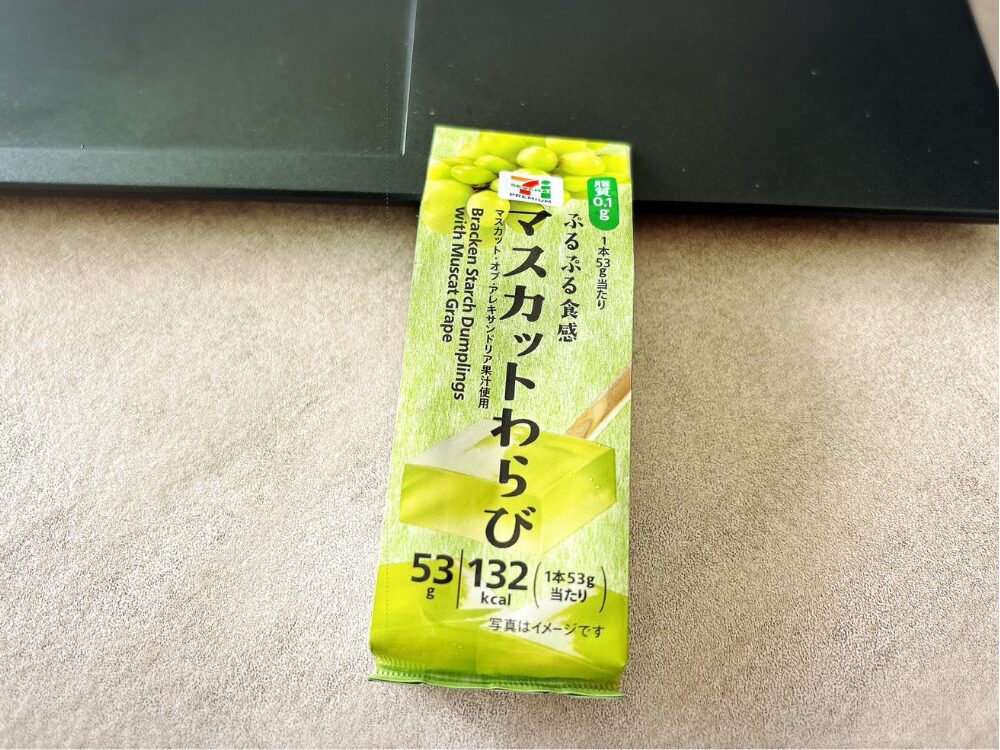 SEVEN & i
PREMIUM
脂質
0.1g
1本53g当たり
ぷるぷる食感
マスカットわらび
マスカット・オブ・アレキサンドリア果汁使用
Bracken Starch Dumplings
with Muscat Grape
53g
132kcal
(1本53g
当たり)
写真はイメージです